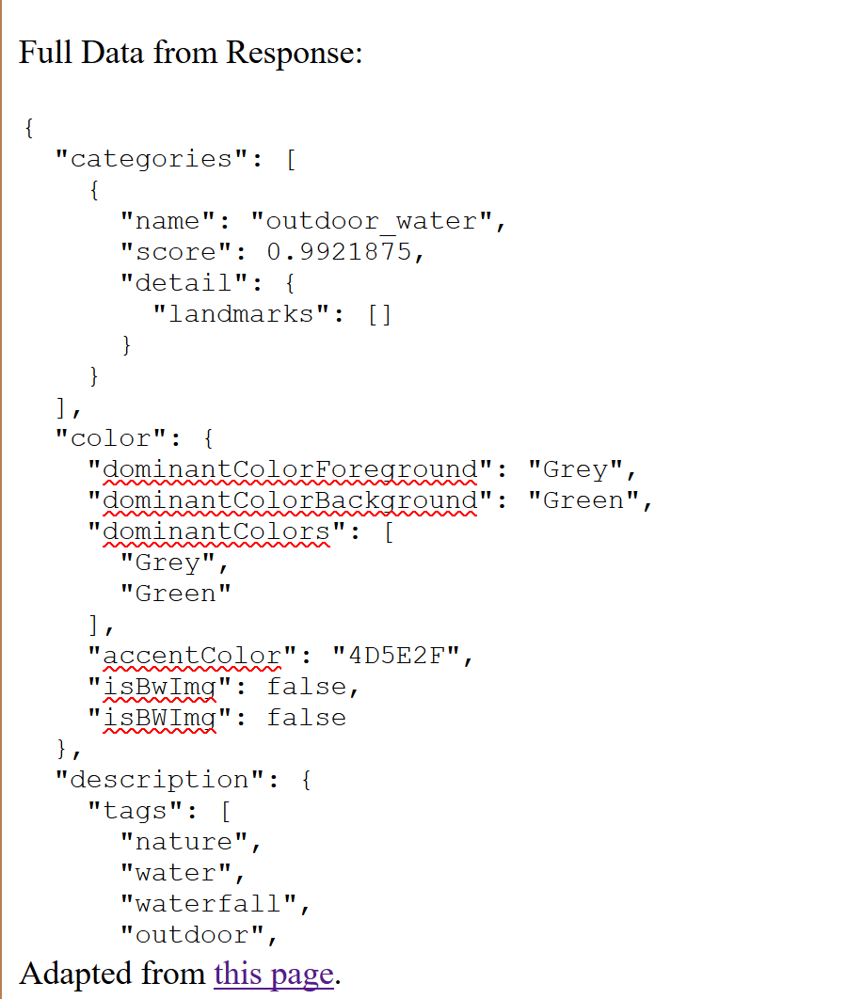 Full Data from Response:
{
  "categories": [
    {
      "name": "outdoor_water",
      "score": 0.9921875,
      "detail": {
        "landmarks": []
      }
    }
  ],
  "color": {
    "dominantColorForeground": "Grey",
    "dominantColorBackground": "Green",
    "dominantColors": [
      "Grey",
      "Green"
    ],
    "accentColor": "4D5E2F",
    "isBwImg": false,
    "isBWImg": false
  },
  "description": {
    "tags": [
      "nature",
      "water",
      "waterfall",
      "outdoor",
Adapted from this page.